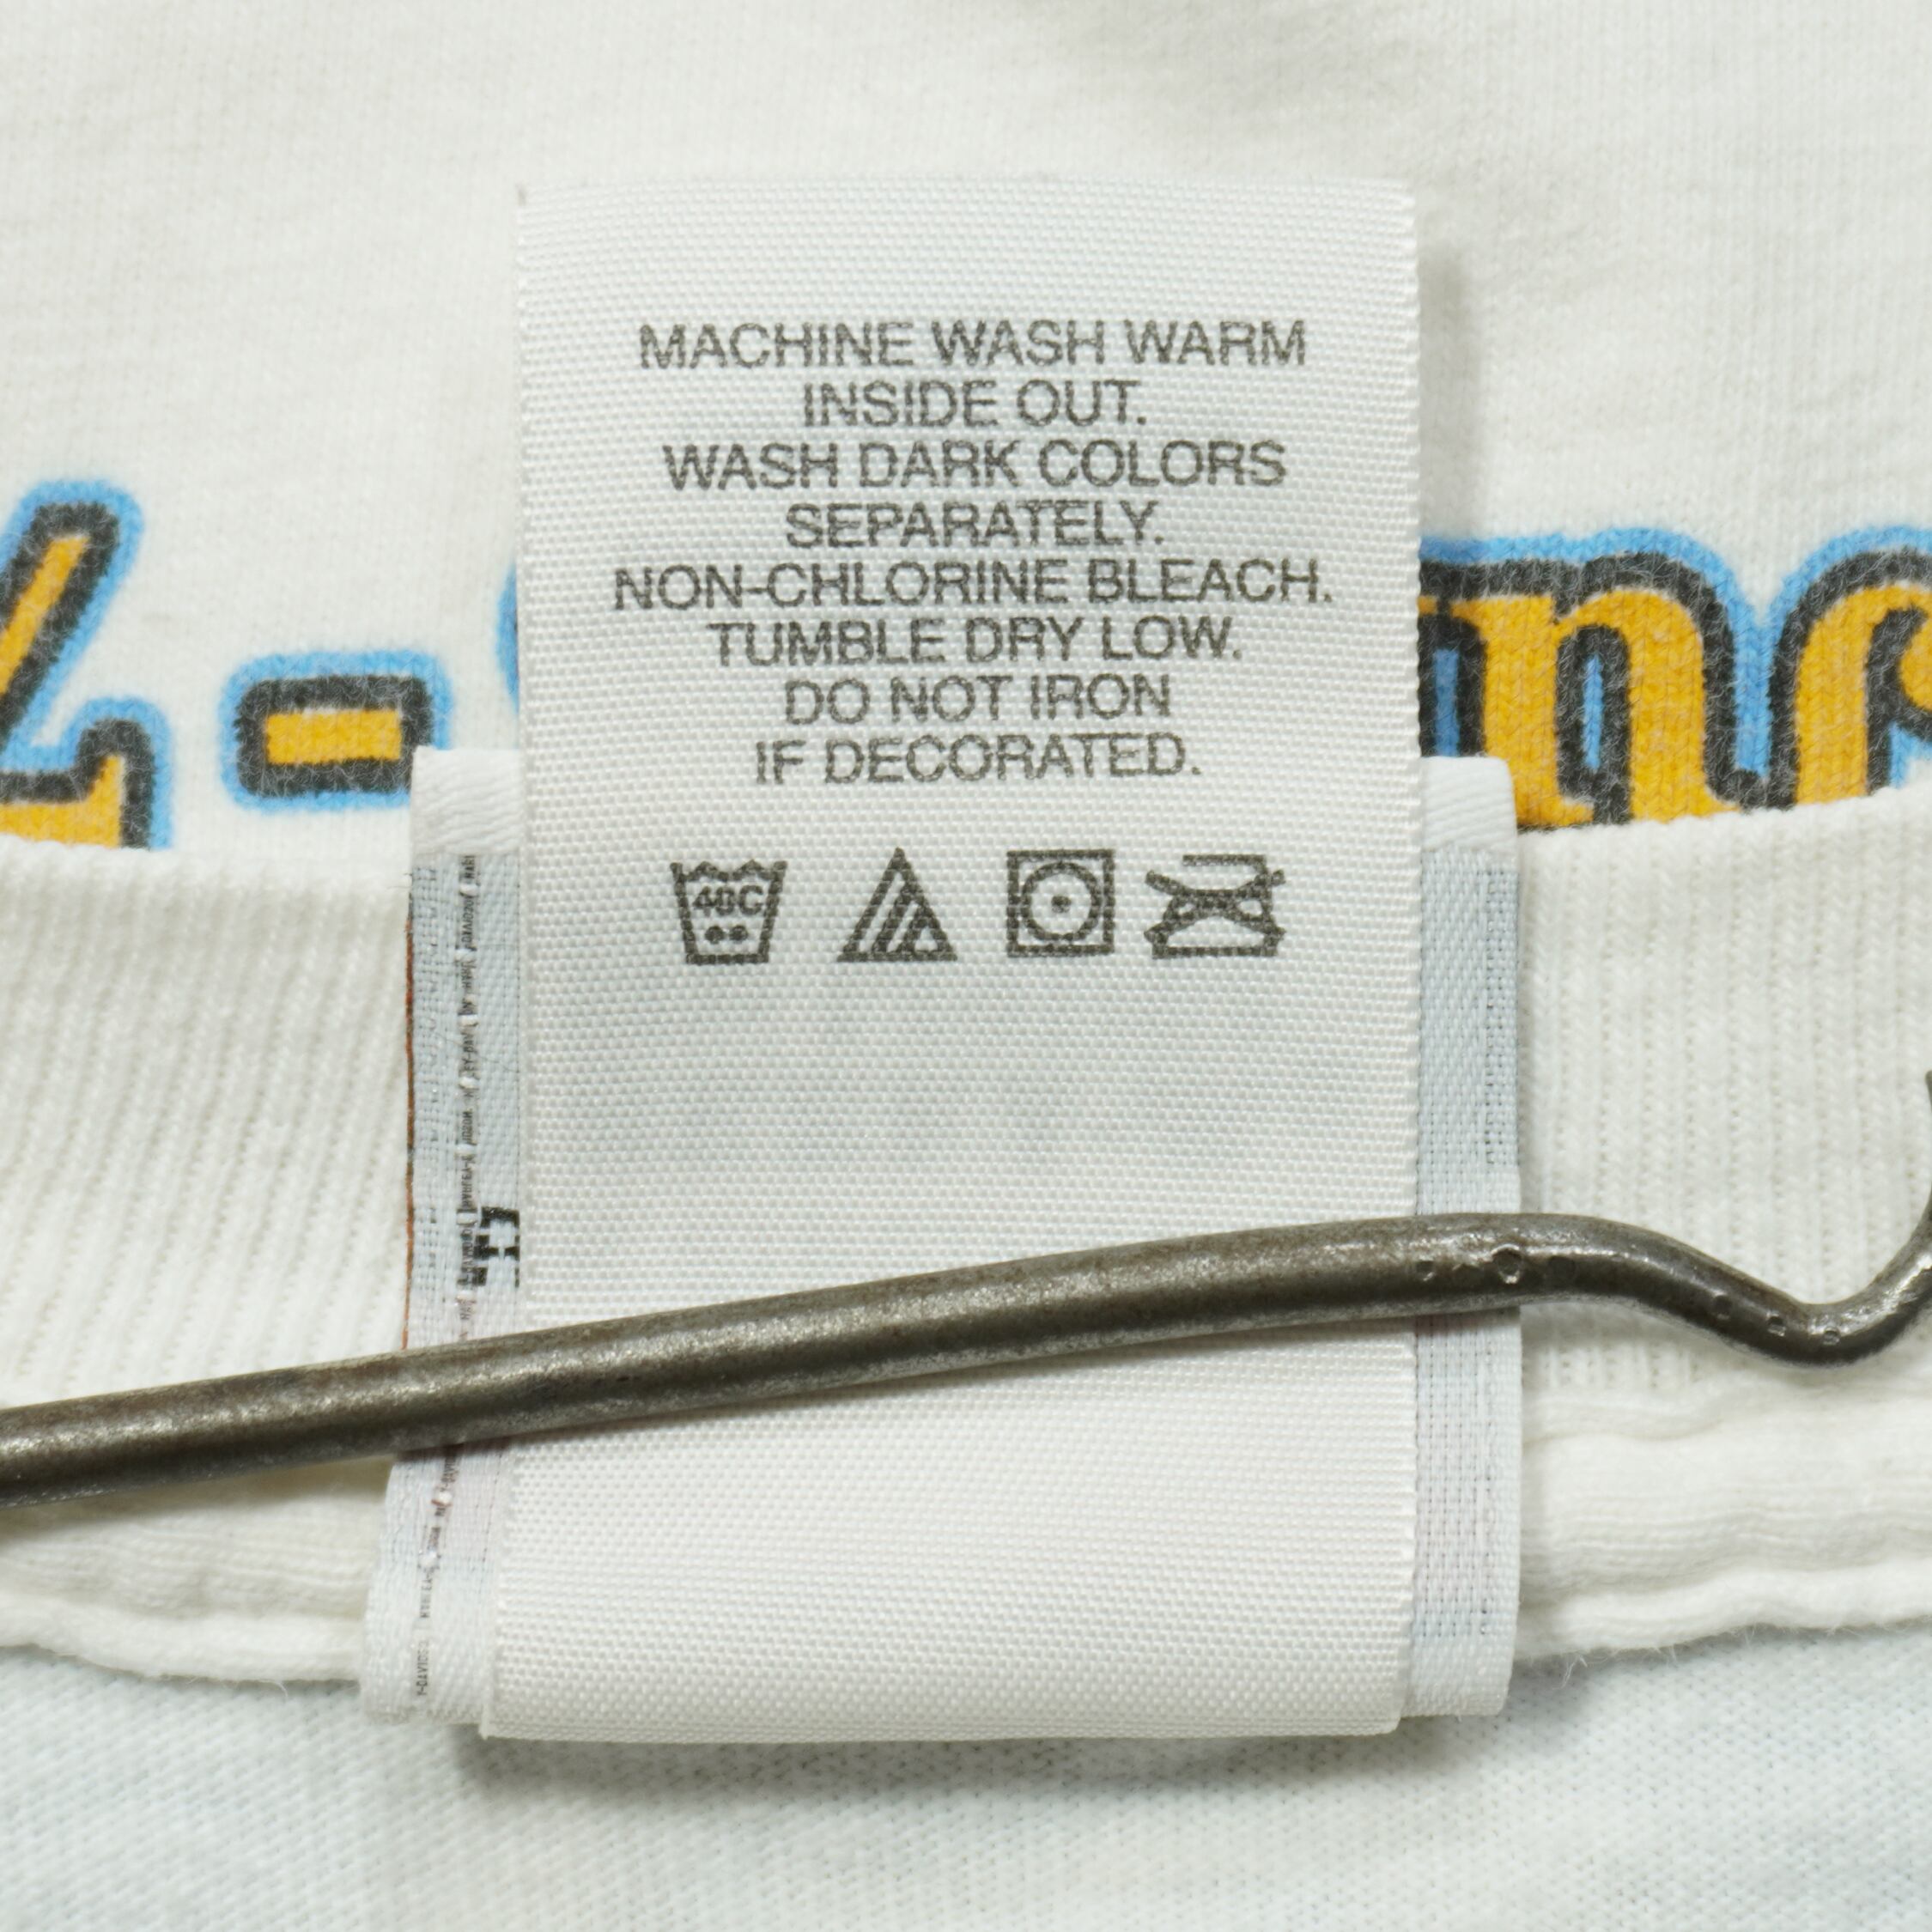 MACHINE WASH WARM
INSIDE OUT.
WASH DARK COLORS
SEPARATELY.
NON-CHLORINE BLEACH.
TUMBLE DRY LOW.
DO NOT IRON
IF DECORATED.
40C